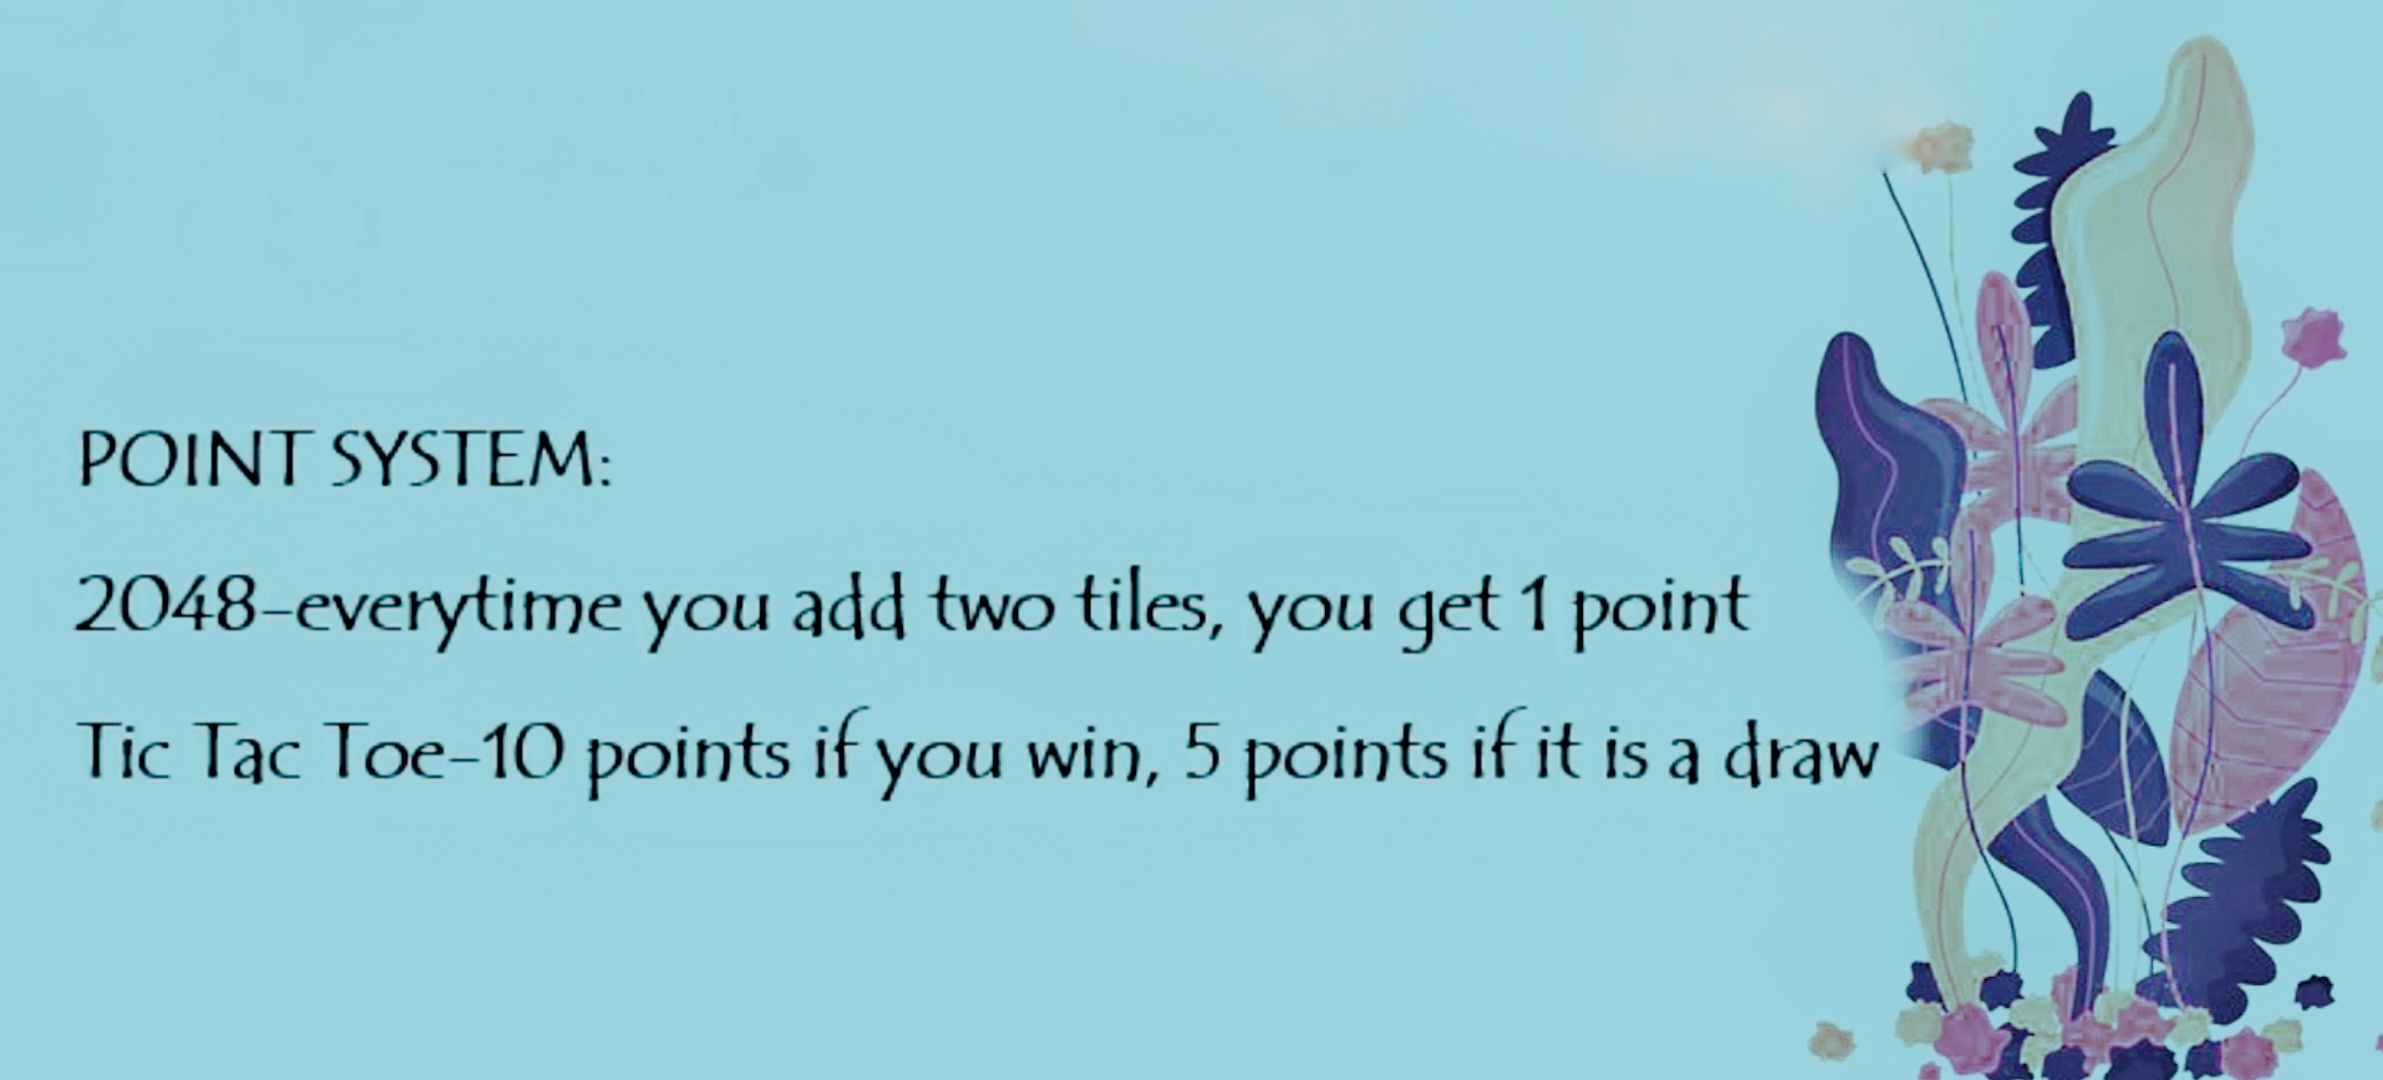 POINT SYSTEM:
2048-everytime you add two tiles, you get 1 point
Tic Tac Toe-10 points if you win, 5 points if it is a draw